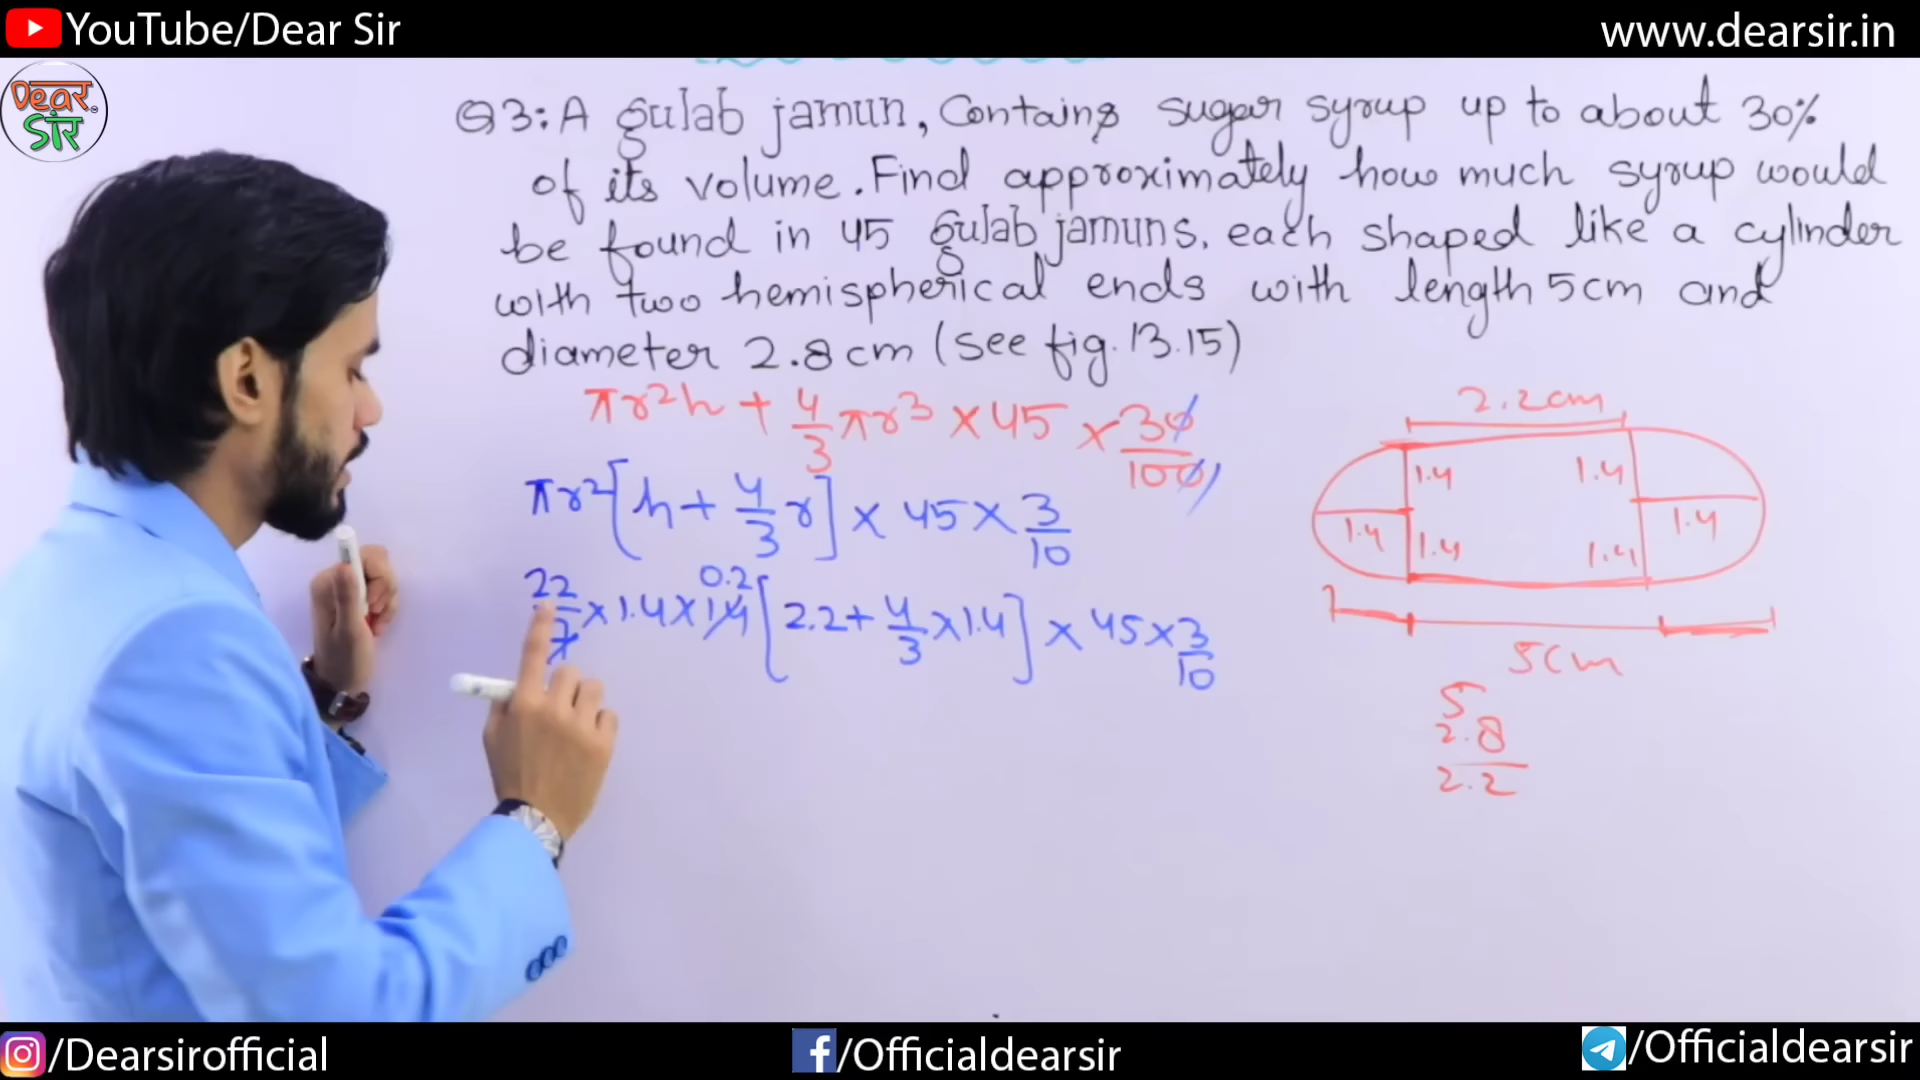 YouTube/Dear Sir
www.dearsir.in
Dear
सर
Q3: A gulab jamun, Contains sugar syrup up to about 30%
of its volume. Find approximately how much syrup would
be found in 45 gulab jamuns, each shaped like a cylinder
with two hemispherical ends with length 5cm and
diameter 2.8cm (see fig. 13.15)
πr²h + 4/3 πr³ × 45 × 30/100
πr² [h + 4/3 r] × 45 × 3/10
0.2
22/7 × 1.4 × 1.4 [2.2 + 4/3 × 1.4] × 45 × 3/10
2.2cm
1.4 1.4
1.4 1.4
1.4 1.4
5cm
5
2.8
2.2
/Dearsirofficial
/Officialdearsir
/Officialdearsir